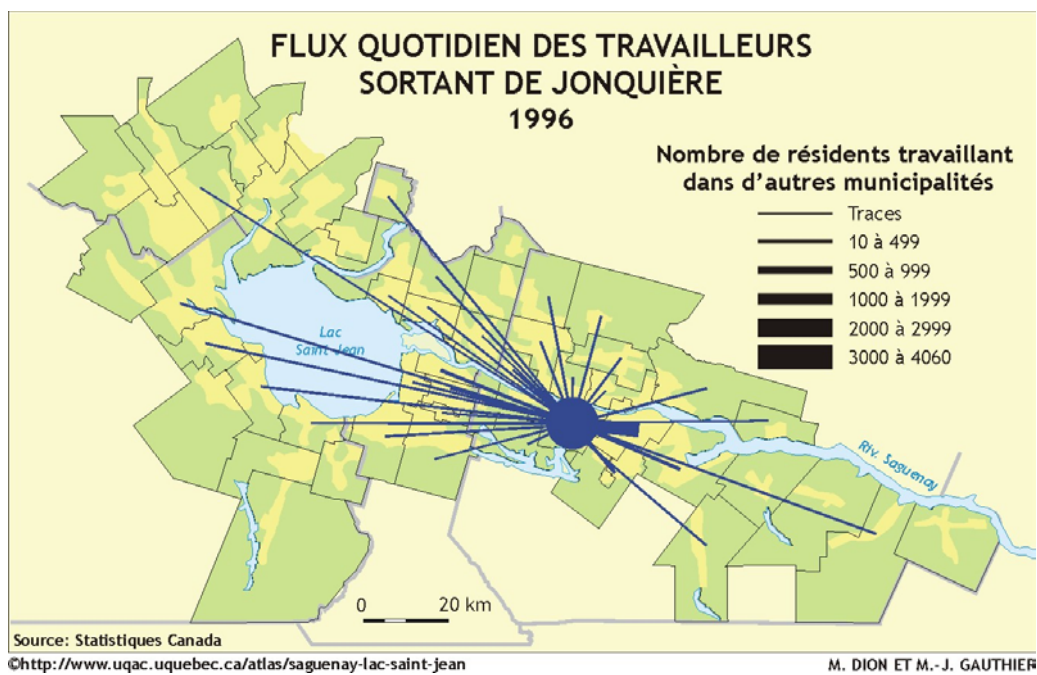 FLUX QUOTIDIEN DES TRAVAILLEURS
SORTANT DE JONQUIÈRE
1996
Nombre de résidents travaillant
dans d'autres municipalités
Traces
10 à 499
500 à 999
1000 à 1999
2000 à 2999
3000 à 4060
Lac
Saint-Jean
Riv. Saguenay
0 20 km
Source: Statistiques Canada
©http://www.uqac.uquebec.ca/atlas/saguenay-lac-saint-jean
M. DION ET M.-J. GAUTHIER